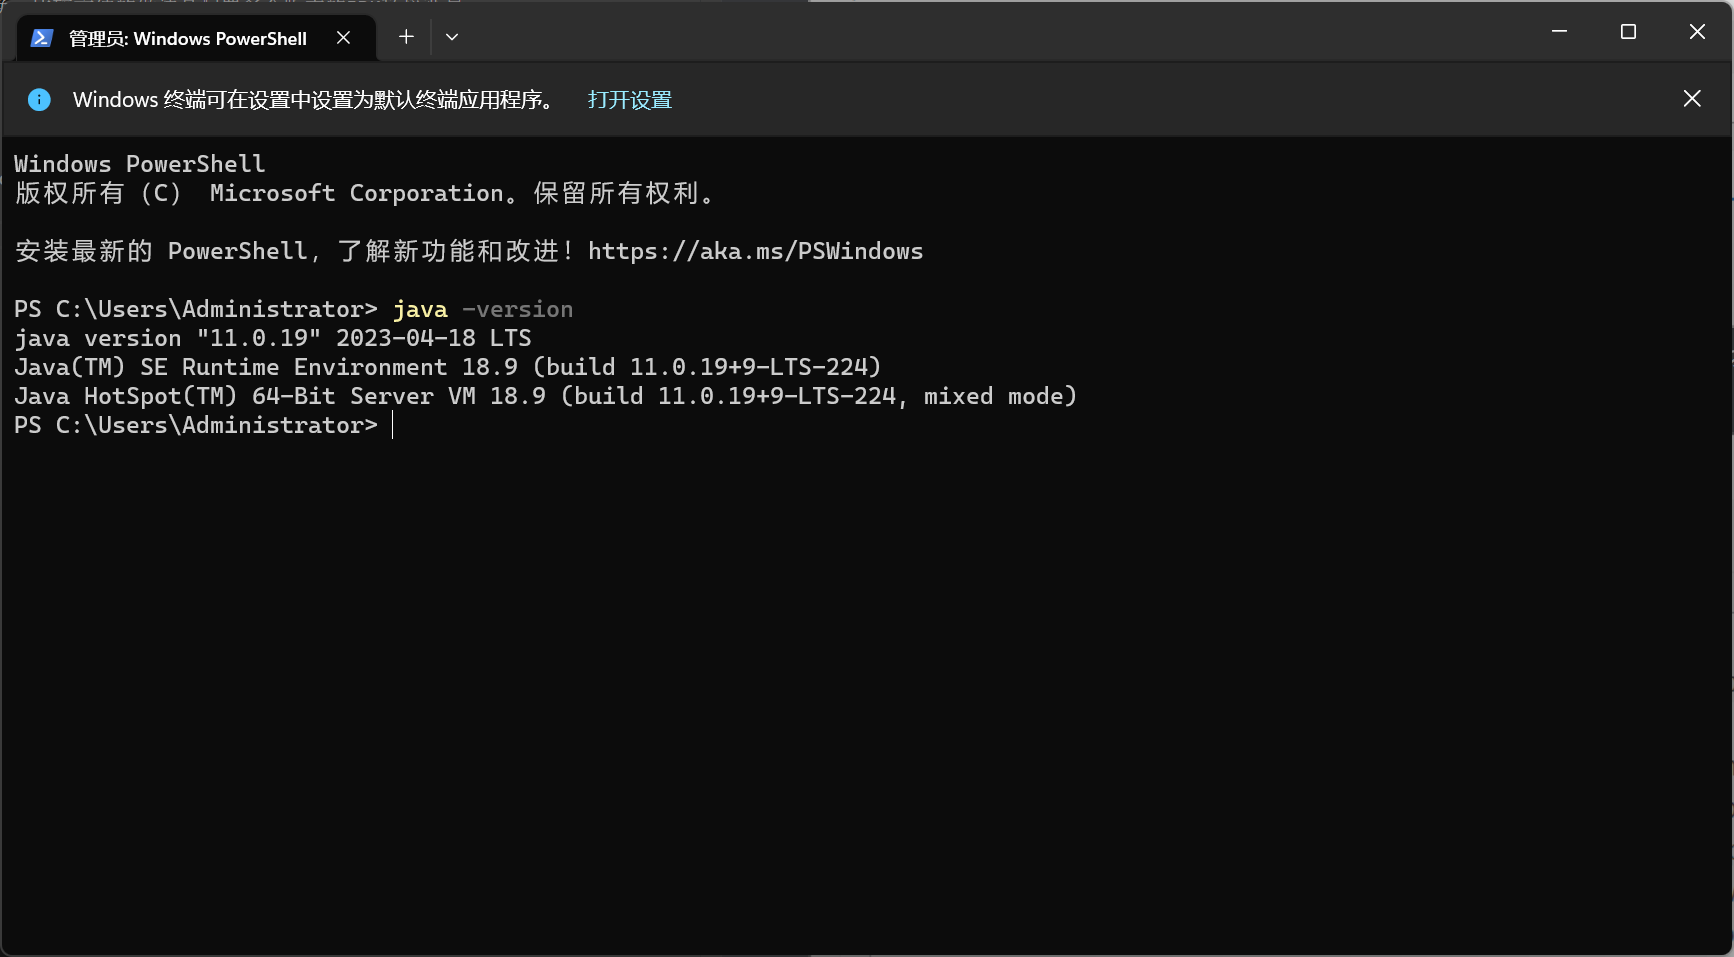 管理员: Windows PowerShell
Windows 终端可在设置中设置为默认终端应用程序。 打开设置
Windows PowerShell
版权所有（C） Microsoft Corporation。保留所有权利。
安装最新的 PowerShell，了解新功能和改进！https://aka.ms/PSWindows
PS C:\Users\Administrator> java -version
java version "11.0.19" 2023-04-18 LTS
Java(TM) SE Runtime Environment 18.9 (build 11.0.19+9-LTS-224)
Java HotSpot(TM) 64-Bit Server VM 18.9 (build 11.0.19+9-LTS-224, mixed mode)
PS C:\Users\Administrator>